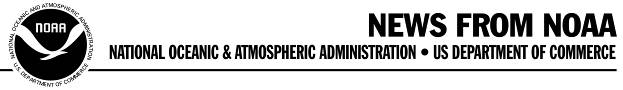 NATIONAL OCEANIC AND ATMOSPHERIC ADMINISTRATION
NOAA
U.S. DEPARTMENT OF COMMERCE
NEWS FROM NOAA
NATIONAL OCEANIC & ATMOSPHERIC ADMINISTRATION • US DEPARTMENT OF COMMERCE